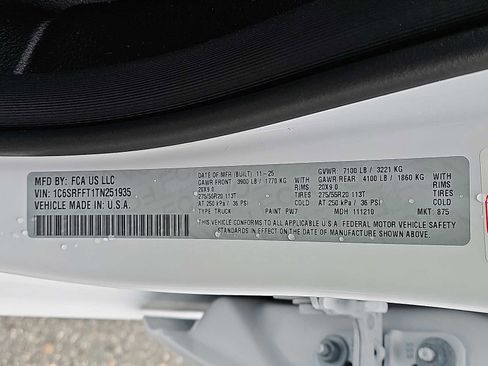 MFD BY: FCA US LLC
VIN: 1C6SRFFT1TN251935
VEHICLE MADE IN U.S.A.
DATE OF MFR (BUILT) 11-25
GVWR: 7100 LB / 3221 KG
GAWR FRONT 3900 LB / 1770 KG
GAWR REAR 4100 LB / 1860 KG
20X9.0 RIMS 20X9.0 RIMS
275/55R20 113T TIRES 275/55R20 113T TIRES
AT 250 kPa / 36 PSI COLD AT 250 kPa / 36 PSI COLD
TYPE TRUCK PAINT PW7 MDH 111210 MKT: 875
THIS VEHICLE CONFORMS TO ALL APPLICABLE U.S.A. FEDERAL MOTOR VEHICLE SAFETY
STANDARDS IN EFFECT ON THE DATE OF MANUFACTURE SHOWN ABOVE.